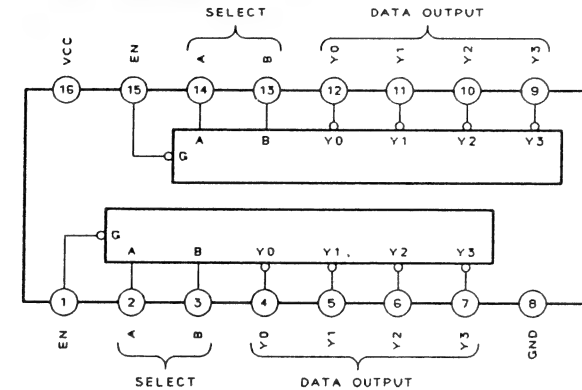 SELECT DATA OUTPUT
VCC EN A B Y0 Y1 Y2 Y3
16 15 14 13 12 11 10 9
A B Y0 Y1 Y2 Y3
G
G
A B Y0 Y1 Y2 Y3
1 2 3 4 5 6 7 8
EN A B Y0 Y1 Y2 Y3 GND
SELECT DATA OUTPUT